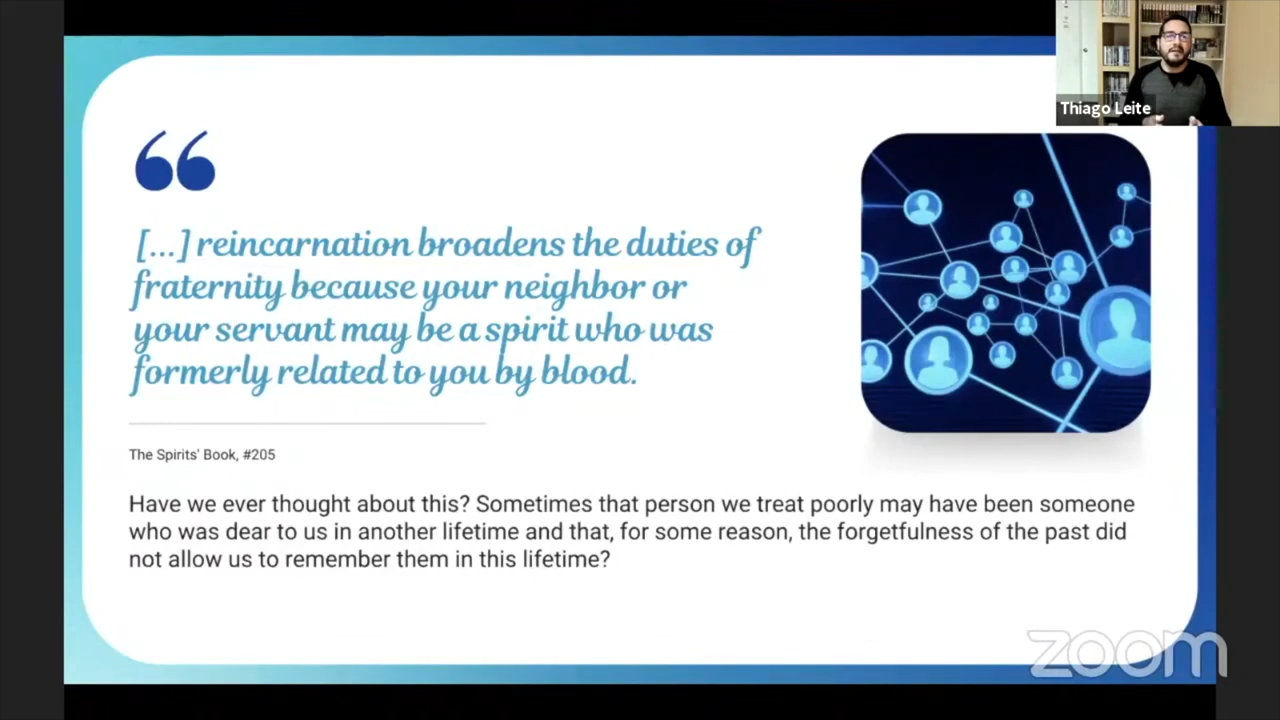 Thiago Leite
“
[...] reincarnation broadens the duties of
fraternity because your neighbor or
your servant may be a spirit who was
formerly related to you by blood.
The Spirits' Book, #205
Have we ever thought about this? Sometimes that person we treat poorly may have been someone
who was dear to us in another lifetime and that, for some reason, the forgetfulness of the past did
not allow us to remember them in this lifetime?
zoom